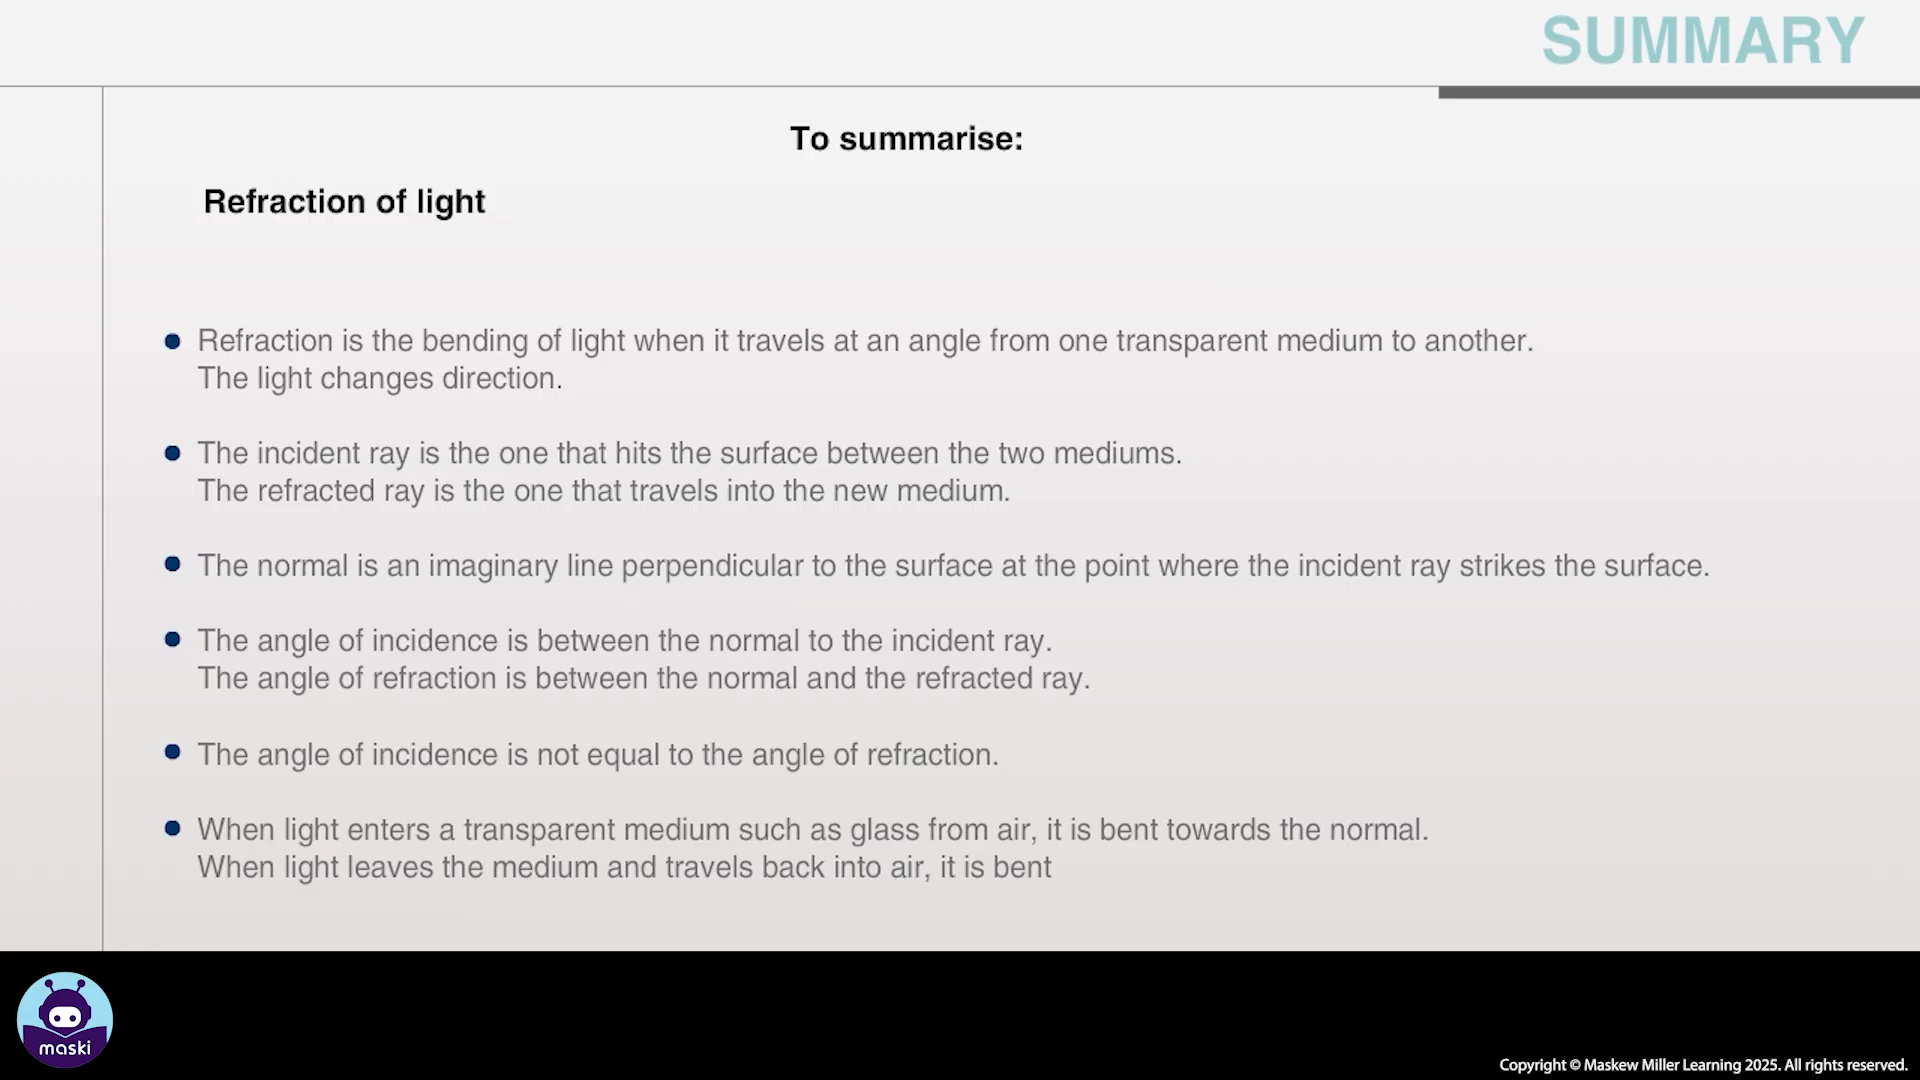 SUMMARY
To summarise:
Refraction of light
Refraction is the bending of light when it travels at an angle from one transparent medium to another.
The light changes direction.
The incident ray is the one that hits the surface between the two mediums.
The refracted ray is the one that travels into the new medium.
The normal is an imaginary line perpendicular to the surface at the point where the incident ray strikes the surface.
The angle of incidence is between the normal to the incident ray.
The angle of refraction is between the normal and the refracted ray.
The angle of incidence is not equal to the angle of refraction.
When light enters a transparent medium such as glass from air, it is bent towards the normal.
When light leaves the medium and travels back into air, it is bent
maski
Copyright © Maskew Miller Learning 2025. All rights reserved.